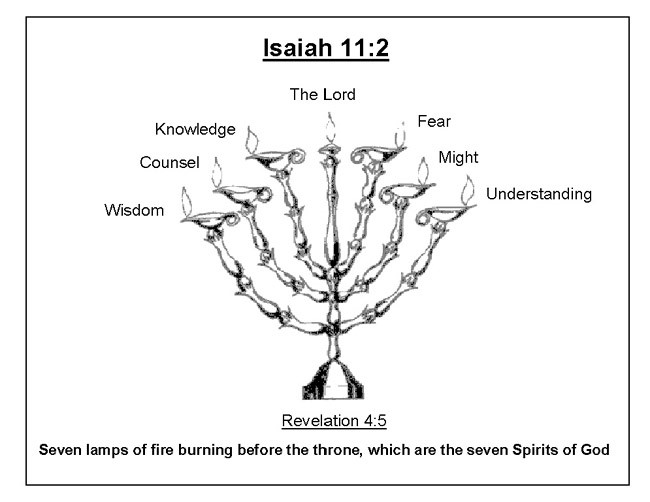 Isaiah 11:2
The Lord
Knowledge
Fear
Counsel
Might
Wisdom
Understanding
Revelation 4:5
Seven lamps of fire burning before the throne, which are the seven Spirits of God